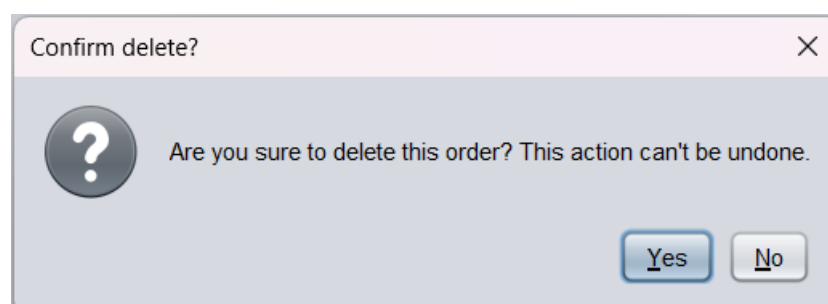 Confirm delete?
Are you sure to delete this order? This action can't be undone.
Yes
No